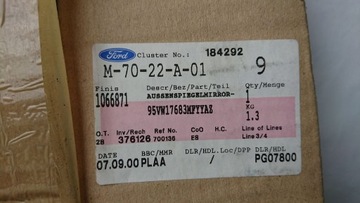 Ford Cluster No.: 184292
M-70-22-A-01 9
Finis Descr/Bez/Part/Teil Qty/Menge
1066871 AUSSENSPIEGELMIRROR- 1
95VW17683MFYYAE KG
1.3
O.T. Inv/Rech Ref No. CoO H.C. Line of Lines
28 376126 700136 ES Line 3/4
Date BBC/MHR DLR/HDL.Loc/DPP DLR/HDL
07.09.00 PLAA / PG07800